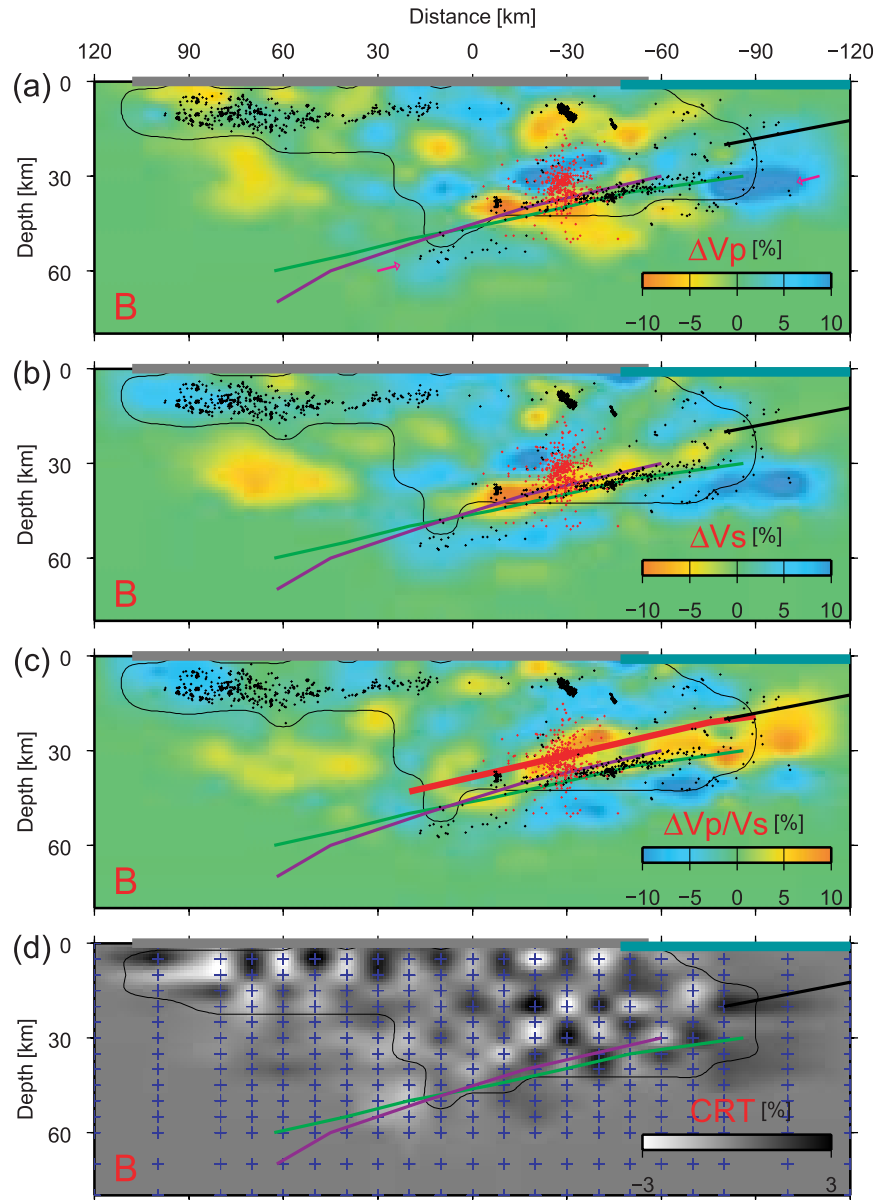 Distance [km]
120 90 60 30 0 −30 −60 −90 −120
(a)
0
30
60
Depth [km]
B
ΔVp [%]
−10 −5 0 5 10
(b)
0
30
60
Depth [km]
B
ΔVs [%]
−10 −5 0 5 10
(c)
0
30
60
Depth [km]
B
ΔVp/Vs [%]
−10 −5 0 5 10
(d)
0
30
60
Depth [km]
B
CRT [%]
−3 3